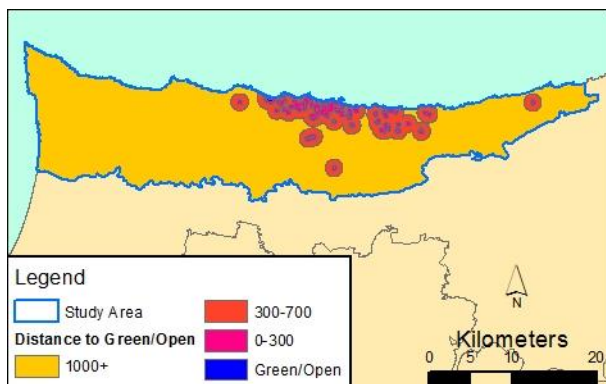 Legend
Study Area
Distance to Green/Open
1000+
300-700
0-300
Green/Open
N
Kilometers
0 5 10 20